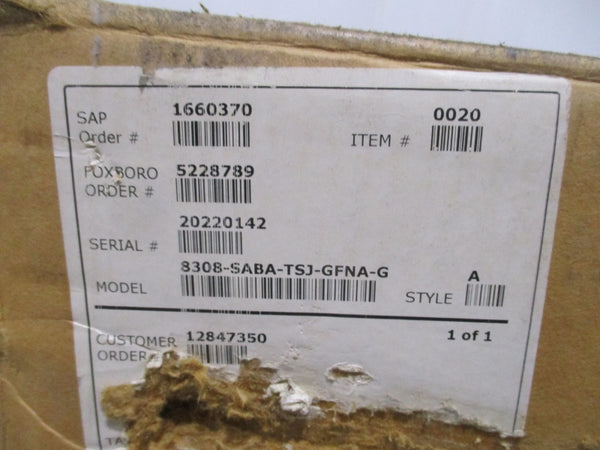 SAP 1660370 0020
Order # ITEM #
FOXBORO 5228789
ORDER #
20220142
SERIAL #
8308-SABA-TSJ-GFNA-G A
MODEL STYLE
CUSTOMER 12847350 1 of 1
ORDER#
TA